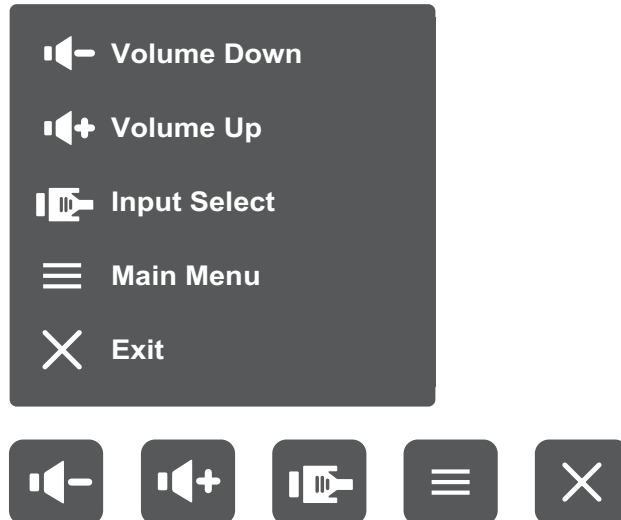 Volume Down
Volume Up
Input Select
Main Menu
Exit